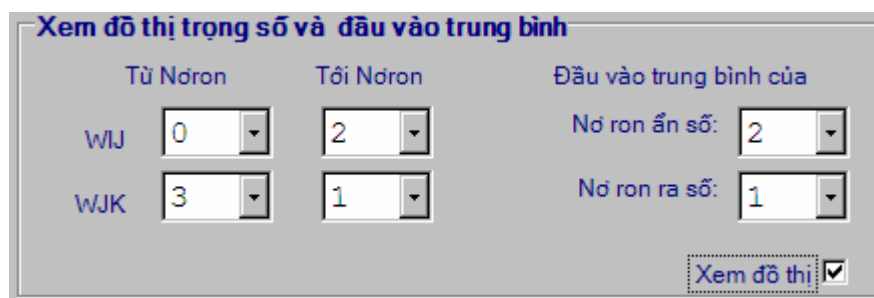 Xem đồ thị trọng số và đầu vào trung bình
Từ Nơron Tới Nơron Đầu vào trung bình của
WIJ 0 2 Nơ ron ẩn số: 2
WJK 3 1 Nơ ron ra số: 1
Xem đồ thị